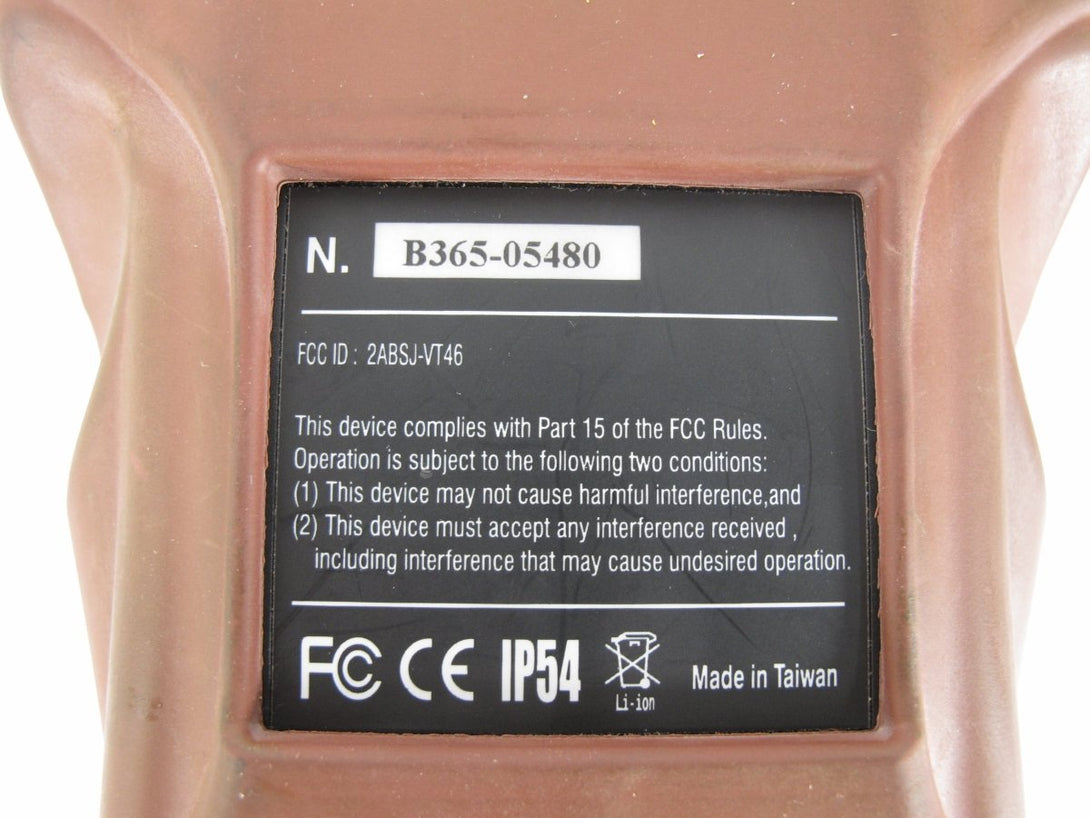 N. B365-05480
FCC ID : 2ABSJ-VT46
This device complies with Part 15 of the FCC Rules.
Operation is subject to the following two conditions:
(1) This device may not cause harmful interference,and
(2) This device must accept any interference received ,
including interference that may cause undesired operation.
FC CE IP54 Li-ion Made in Taiwan